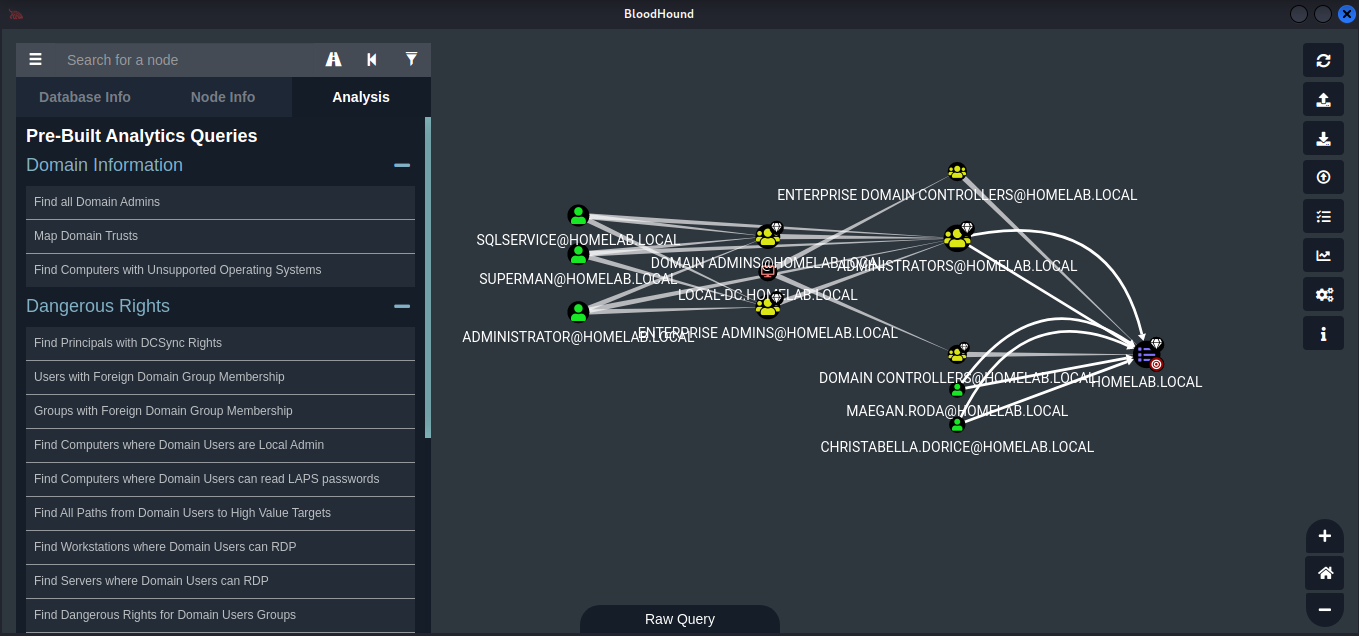 BloodHound
Search for a node
Database Info
Node Info
Analysis
Pre-Built Analytics Queries
Domain Information
Find all Domain Admins
Map Domain Trusts
Find Computers with Unsupported Operating Systems
Dangerous Rights
Find Principals with DCSync Rights
Users with Foreign Domain Group Membership
Groups with Foreign Domain Group Membership
Find Computers where Domain Users are Local Admin
Find Computers where Domain Users can read LAPS passwords
Find All Paths from Domain Users to High Value Targets
Find Workstations where Domain Users can RDP
Find Servers where Domain Users can RDP
Find Dangerous Rights for Domain Users Groups
ENTERPRISE DOMAIN CONTROLLERS@HOMELAB.LOCAL
SQLSERVICE@HOMELAB.LOCAL
DOMAIN ADMINS@HOMELAB.LOCAL
ADMINISTRATORS@HOMELAB.LOCAL
SUPERMAN@HOMELAB.LOCAL
LOCAL-DC.HOMELAB.LOCAL
ADMINISTRATOR@HOMELAB.LOCAL
ENTERPRISE ADMINS@HOMELAB.LOCAL
DOMAIN CONTROLLERS@HOMELAB.LOCAL
HOMELAB.LOCAL
MAEGAN.RODA@HOMELAB.LOCAL
CHRISTABELLA.DORICE@HOMELAB.LOCAL
Raw Query